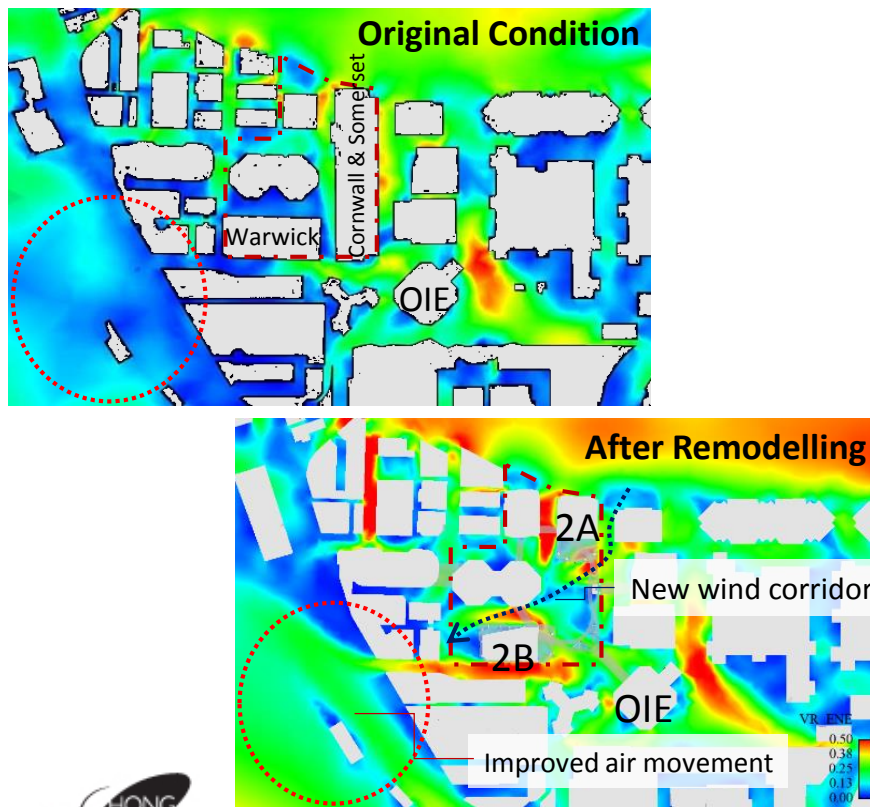 Original Condition
Cornwall & Somerset
Warwick
OIE
After Remodelling
2A
New wind corridor
2B
OIE
VR_ENE
0.50
0.38
0.25
0.13
0.00
Improved air movement
HONG